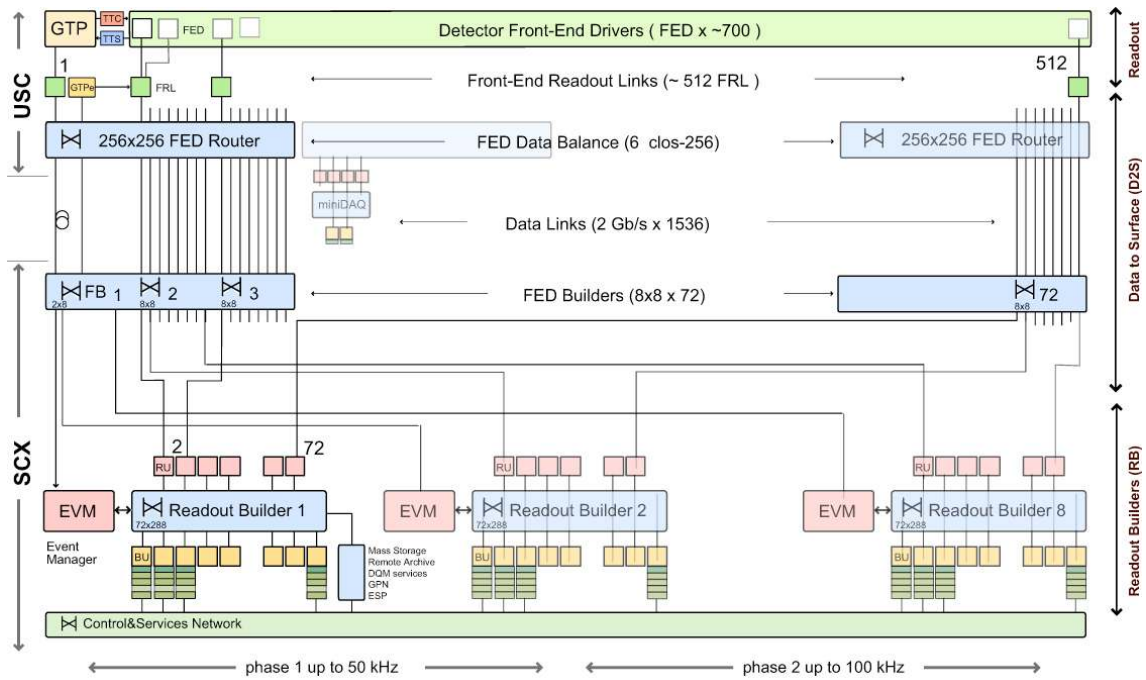 GTP
TTC
TTS
FED
Detector Front-End Drivers ( FED x ~700 )
1
GTPe
FRL
Front-End Readout Links (~ 512 FRL )
512
256x256 FED Router
FED Data Balance (6 clos-256)
256x256 FED Router
miniDAQ
Data Links (2 Gb/s x 1536)
FB 1
2x8
2
8x8
3
8x8
FED Builders (8x8 x 72)
72
8x8
2
72
RU
RU
RU
EVM
Readout Builder 1
72x288
EVM
Readout Builder 2
72x288
EVM
Readout Builder 8
72x288
Event
Manager
BU
BU
BU
Mass Storage
Remote Archive
DQM services
GPN
ESP
Control&Services Network
phase 1 up to 50 kHz
phase 2 up to 100 kHz
USC
SCX
Readout
Data to Surface (D2S)
Readout Builders (RB)